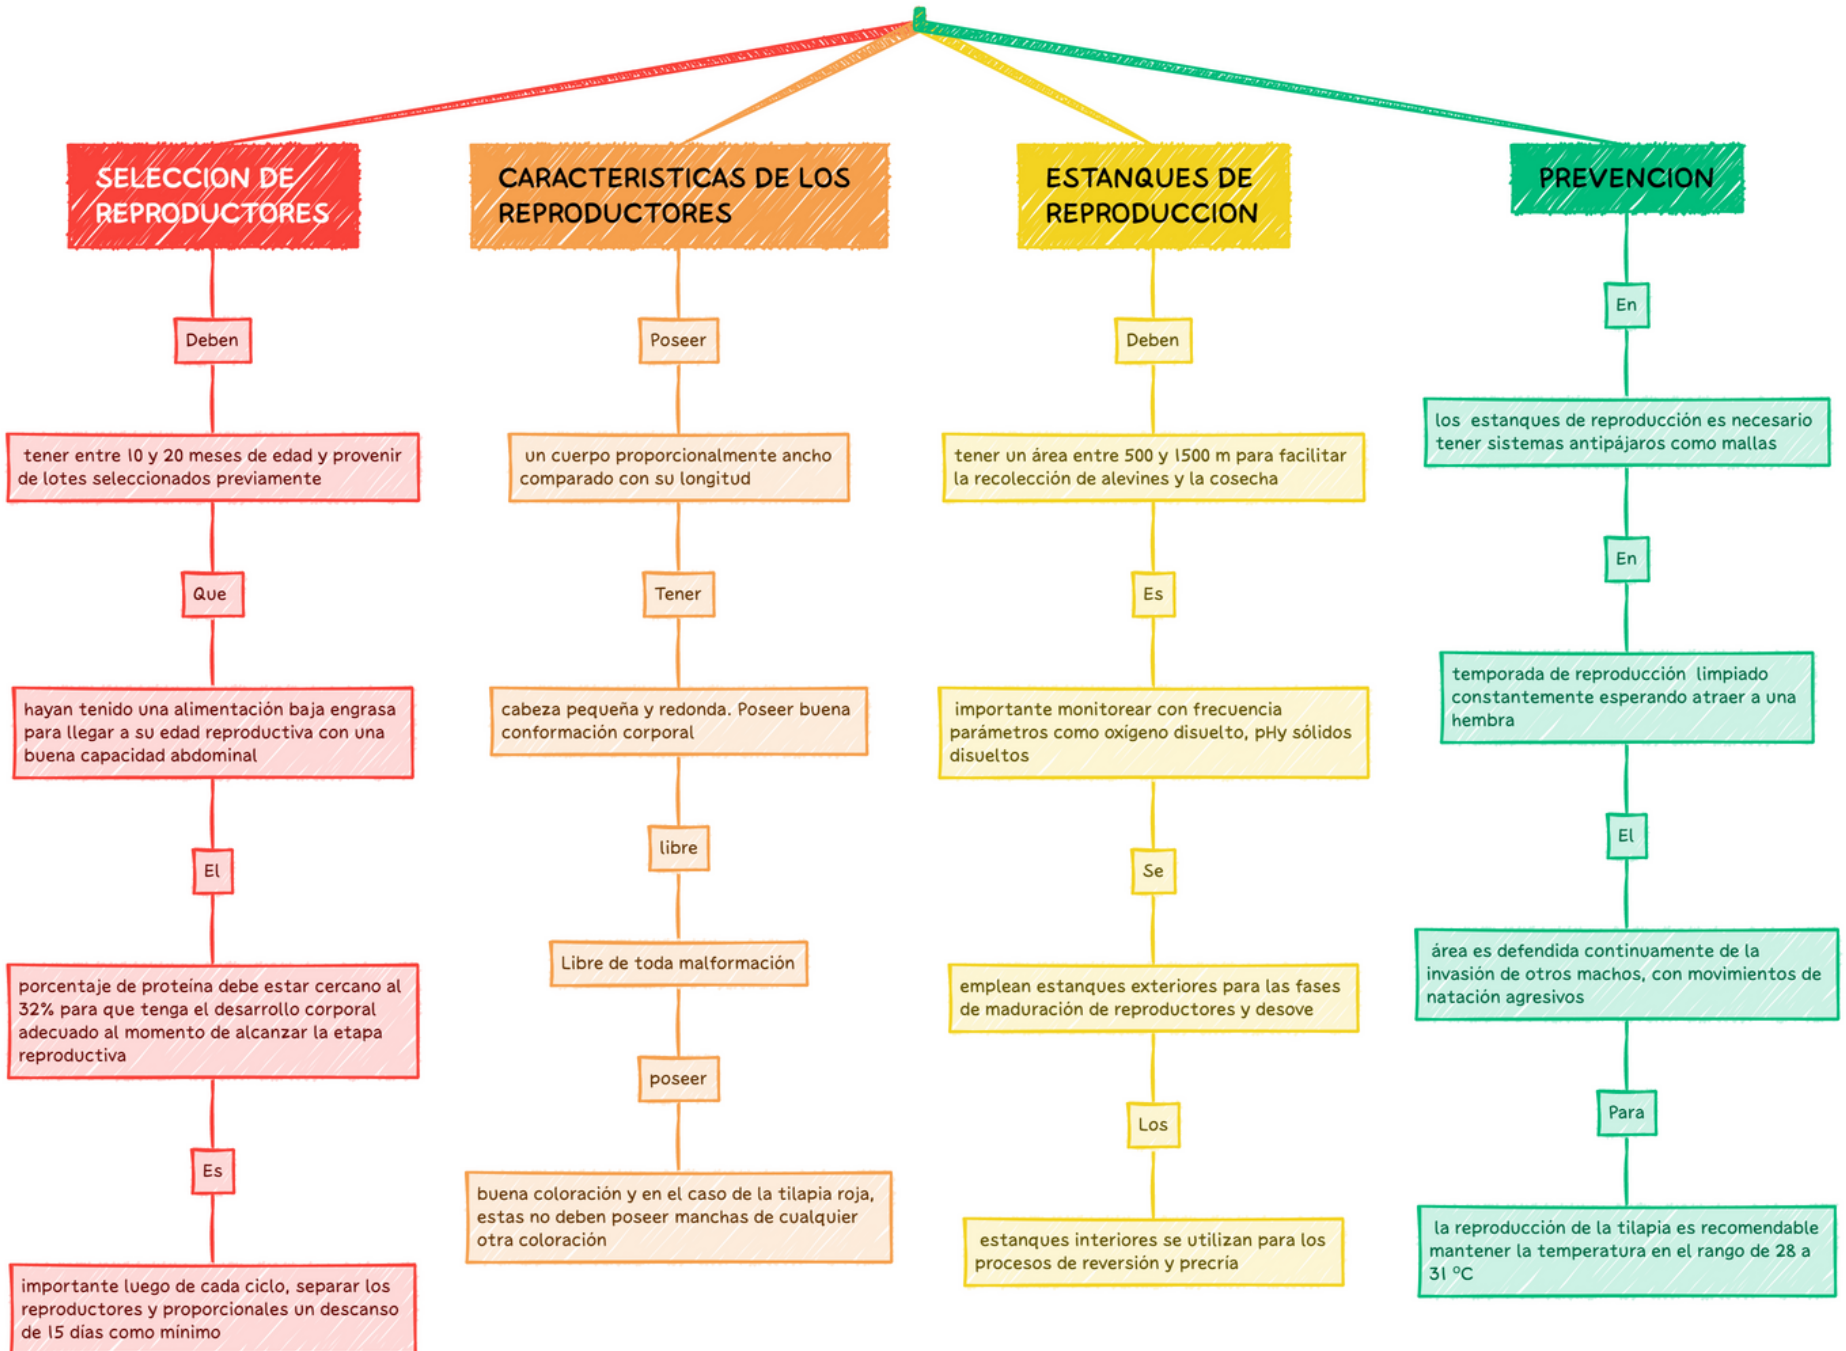 SELECCION DE
REPRODUCTORES
Deben
tener entre 10 y 20 meses de edad y provenir
de lotes seleccionados previamente
Que
hayan tenido una alimentación baja engrasa
para llegar a su edad reproductiva con una
buena capacidad abdominal
El
porcentaje de proteína debe estar cercano al
32% para que tenga el desarrollo corporal
adecuado al momento de alcanzar la etapa
reproductiva
Es
importante luego de cada ciclo, separar los
reproductores y proporcionales un descanso
de 15 días como mínimo
CARACTERISTICAS DE LOS
REPRODUCTORES
Poseer
un cuerpo proporcionalmente ancho
comparado con su longitud
Tener
cabeza pequeña y redonda. Poseer buena
conformación corporal
libre
Libre de toda malformación
poseer
buena coloración y en el caso de la tilapia roja,
estas no deben poseer manchas de cualquier
otra coloración
ESTANQUES DE
REPRODUCCION
Deben
tener un área entre 500 y 1500 m para facilitar
la recolección de alevines y la cosecha
Es
importante monitorear con frecuencia
parámetros como oxígeno disuelto, pHy sólidos
disueltos
Se
emplean estanques exteriores para las fases
de maduración de reproductores y desove
Los
estanques interiores se utilizan para los
procesos de reversión y precría
PREVENCION
En
los estanques de reproducción es necesario
tener sistemas antipájaros como mallas
En
temporada de reproducción limpiado
constantemente esperando atraer a una
hembra
El
área es defendida continuamente de la
invasión de otros machos, con movimientos de
natación agresivos
Para
la reproducción de la tilapia es recomendable
mantener la temperatura en el rango de 28 a
31 ºC